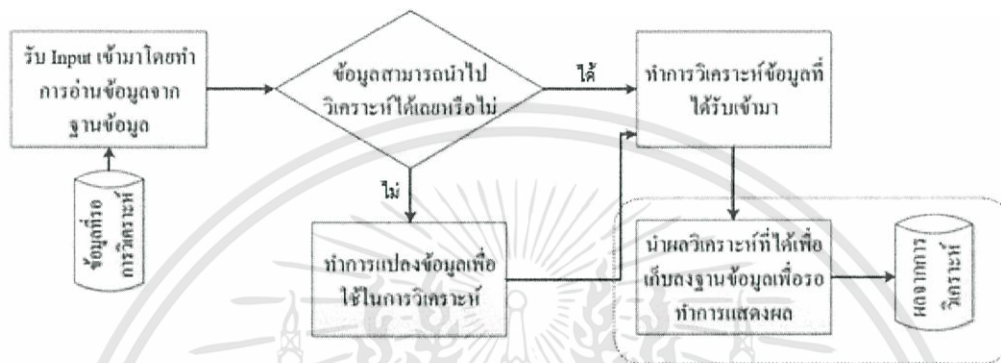 รับ Input เข้ามาโดยทำ
การอ่านข้อมูลจาก
ฐานข้อมูล
ข้อมูลที่รอ
การวิเคราะห์
ข้อมูลสามารถนำไป
วิเคราะห์ได้เลยหรือไม่
ได้
ไม่
ทำการแปลงข้อมูลเพื่อ
ใช้ในการวิเคราะห์
ทำการวิเคราะห์ข้อมูลที่
ได้รับเข้ามา
นำผลวิเคราะห์ที่ได้เพื่อ
เก็บลงฐานข้อมูลเพื่อรอ
ทำการแสดงผล
ผลจากการ
วิเคราะห์